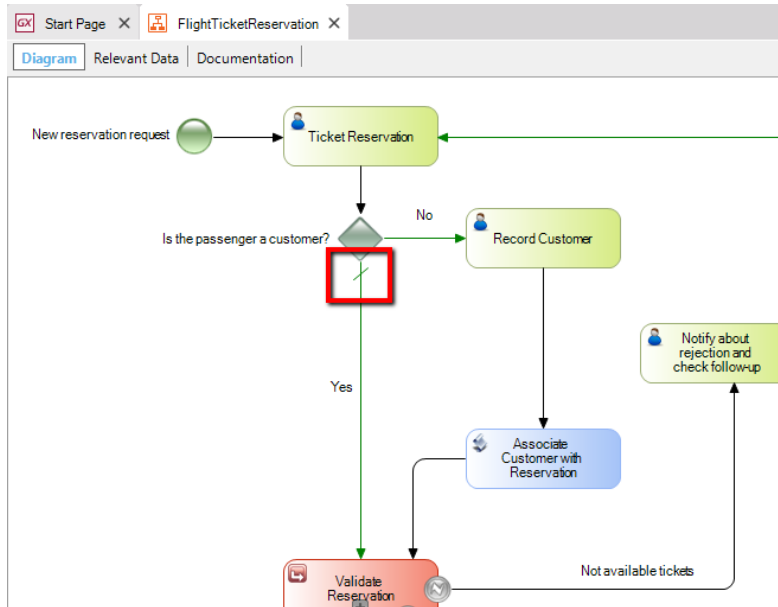 GX Start Page
FlightTicketReservation
Diagram Relevant Data Documentation
New reservation request
Ticket Reservation
Is the passenger a customer?
No
Record Customer
Notify about
rejection and
check follow-up
Yes
Associate
Customer with
Reservation
Not available tickets
Validate
Reservation